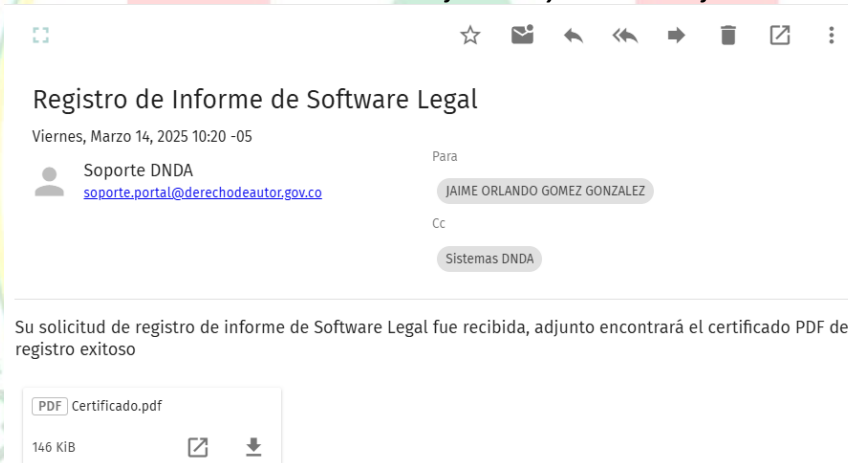 Registro de Informe de Software Legal
Viernes, Marzo 14, 2025 10:20 -05
Soporte DNDA
soporte.portal@derechodeautor.gov.co
Para
JAIME ORLANDO GOMEZ GONZALEZ
Cc
Sistemas DNDA
Su solicitud de registro de informe de Software Legal fue recibida, adjunto encontrará el certificado PDF de
registro exitoso
PDF Certificado.pdf
146 KiB